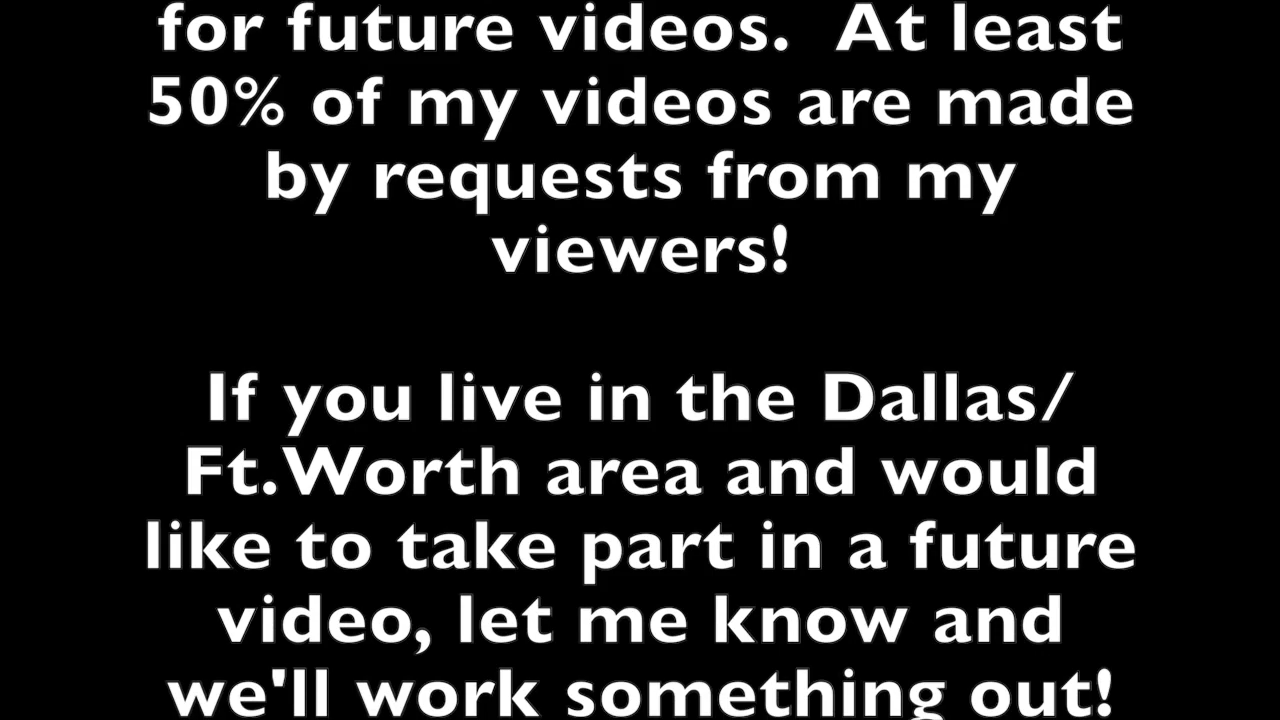 for future videos.  At least
50% of my videos are made
by requests from my
viewers!
If you live in the Dallas/
Ft. Worth area and would
like to take part in a future
video, let me know and
we'll work something out!